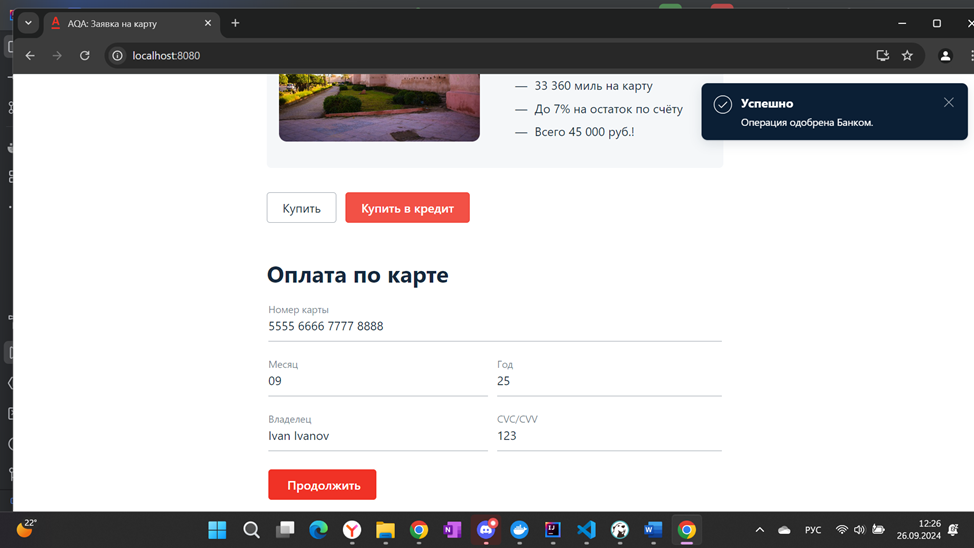 AQA: Заявка на карту
localhost:8080
— 33 360 миль на карту
— До 7% на остаток по счёту
— Всего 45 000 руб.!
Успешно
Операция одобрена Банком.
Купить
Купить в кредит
Оплата по карте
Номер карты
5555 6666 7777 8888
Месяц
Год
09
25
Владелец
CVC/CVV
Ivan Ivanov
123
Продолжить
22°
РУС
12:26
26.09.2024